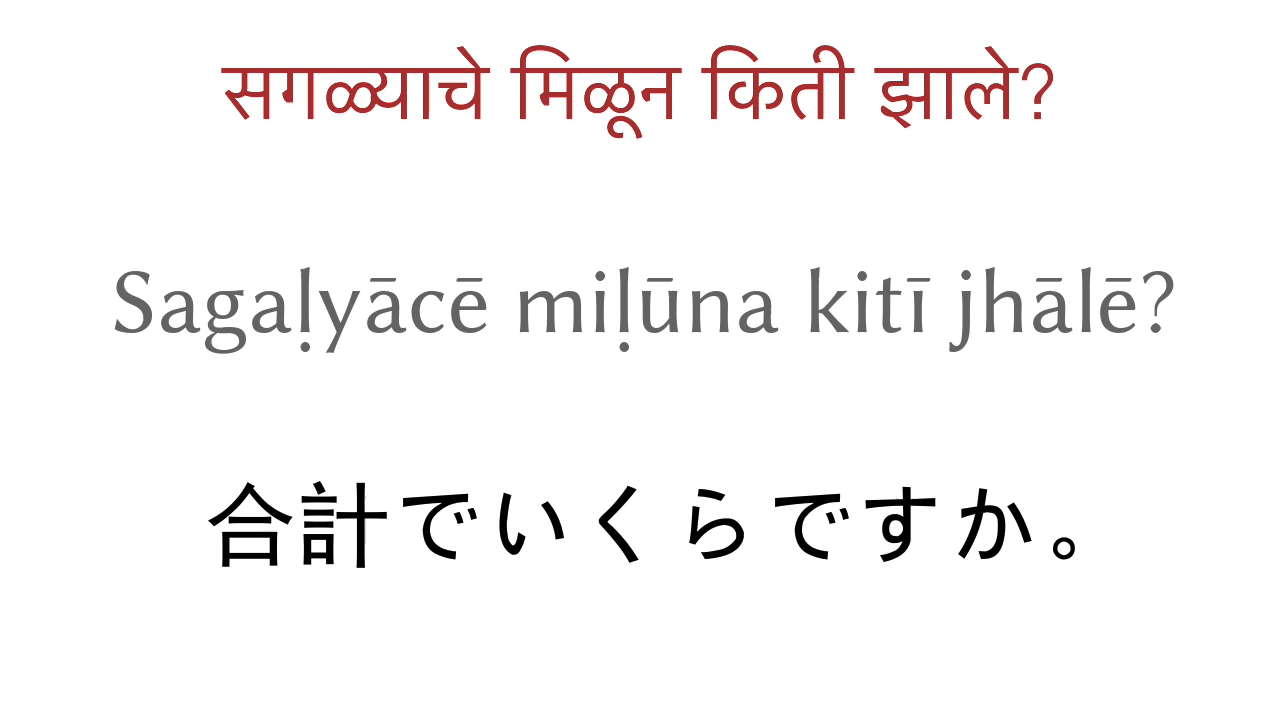 सगळ्याचे मिळून किती झाले?
Sagaḷyācē miḷūna kitī jhālē?
合計でいくらですか。